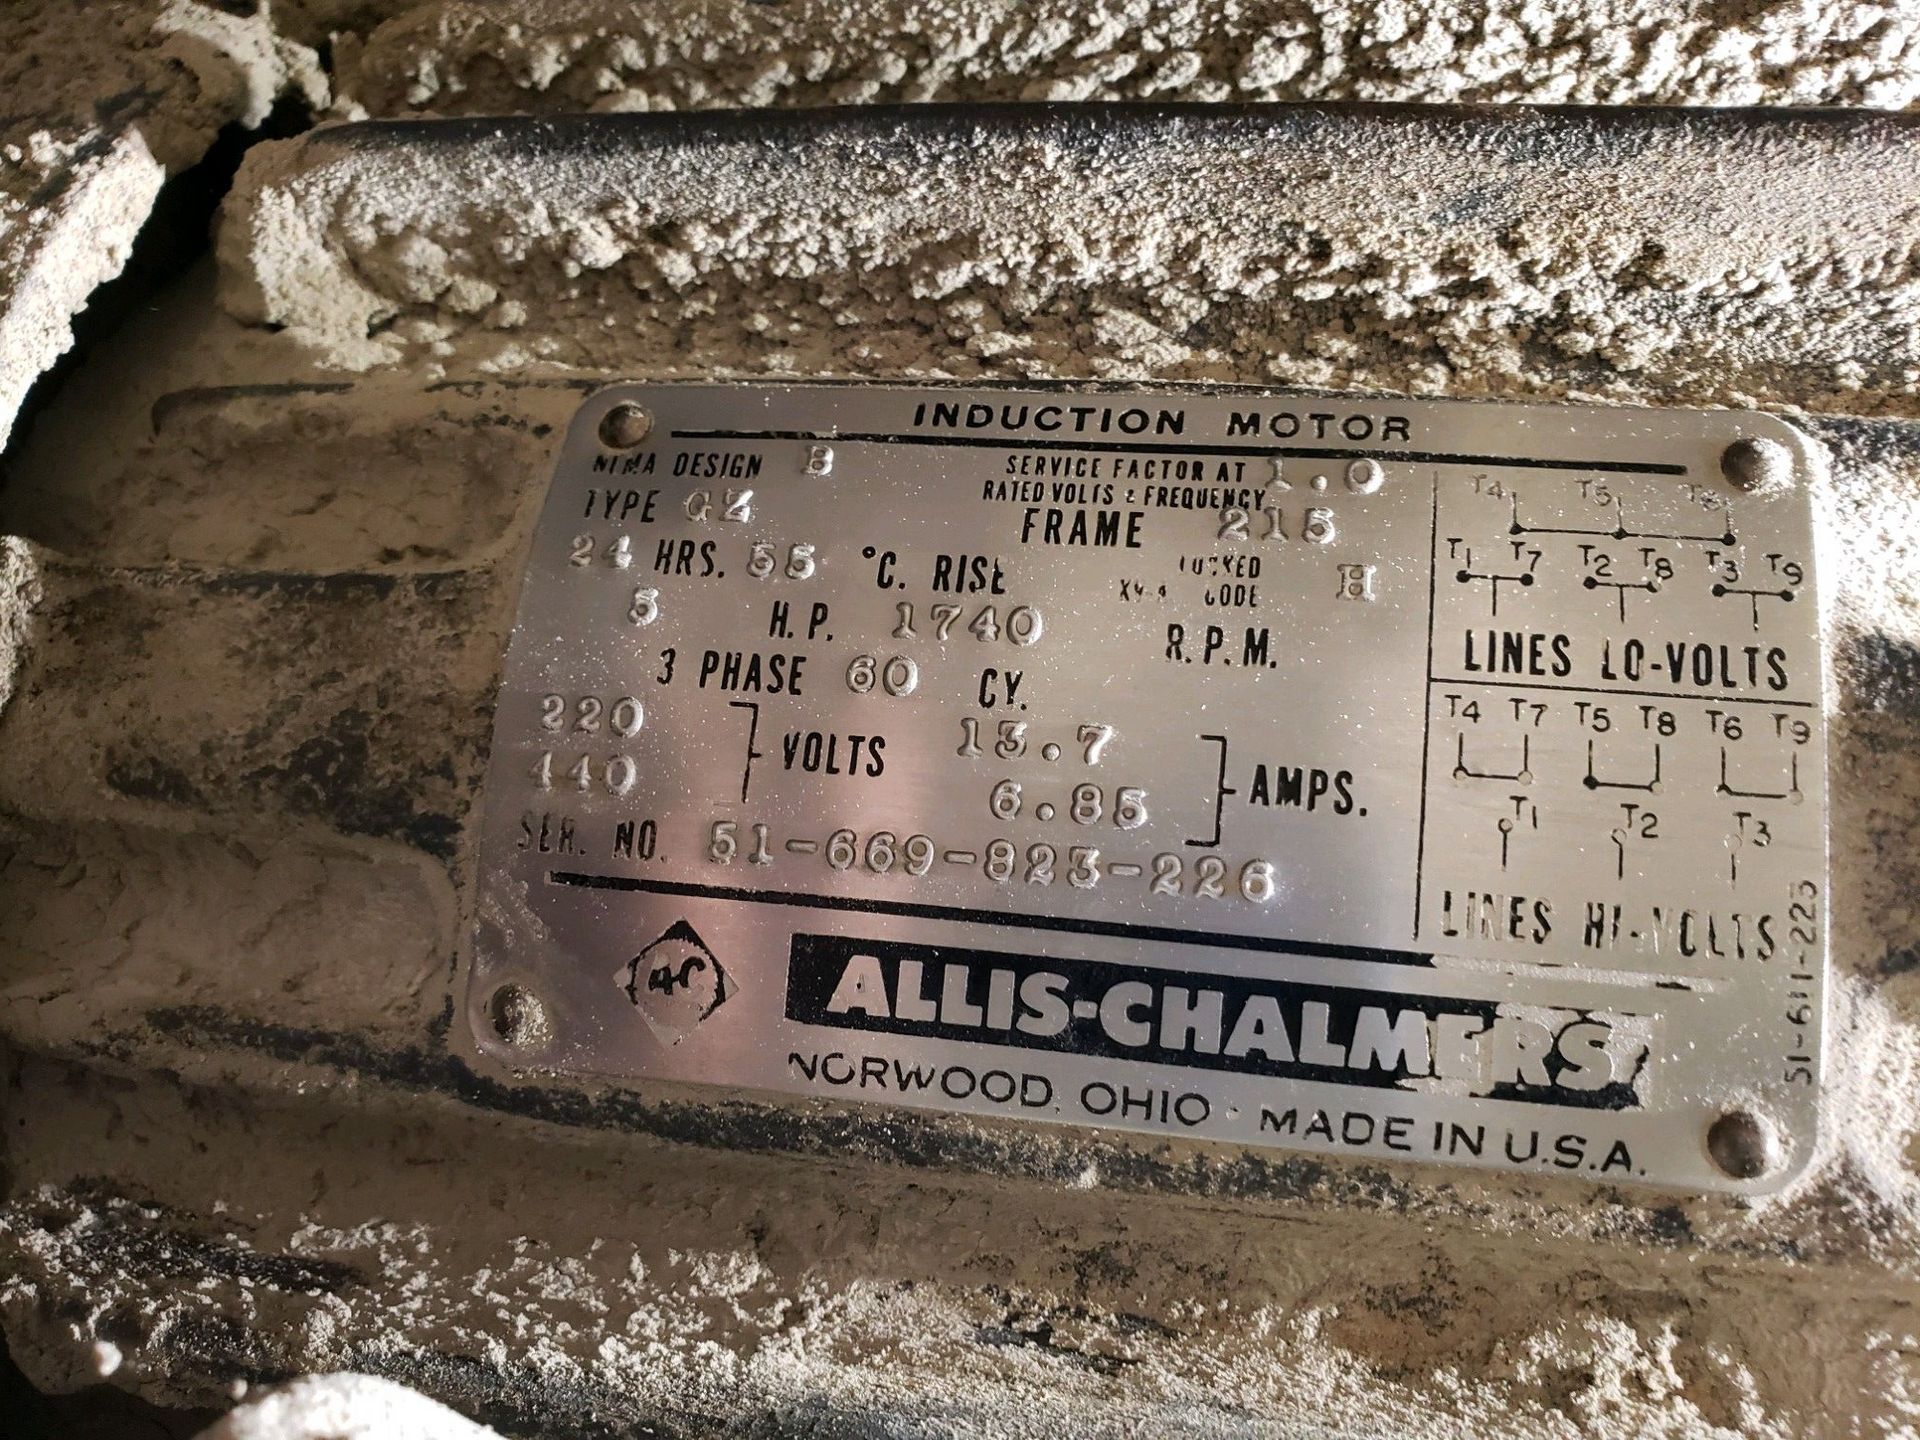 INDUCTION MOTOR
NEMA DESIGN B
SERVICE FACTOR AT 1.0
RATED VOLTS & FREQUENCY
TYPE GZ
FRAME 215
24 HRS. 55 °C. RISE
LOCKED
CODE H
5 H.P. 1740 R.P.M.
3 PHASE 60 CY.
220
440
VOLTS
13.7
6.85
AMPS.
SER. NO. 51-669-823-226
T4 T5 T6
T1 T7 T2 T8 T3 T9
LINES LO-VOLTS
T4 T7 T5 T8 T6 T9
T1 T2 T3
LINES HI-VOLTS
51-611-225
A-C
ALLIS-CHALMERS
NORWOOD, OHIO · MADE IN U.S.A.